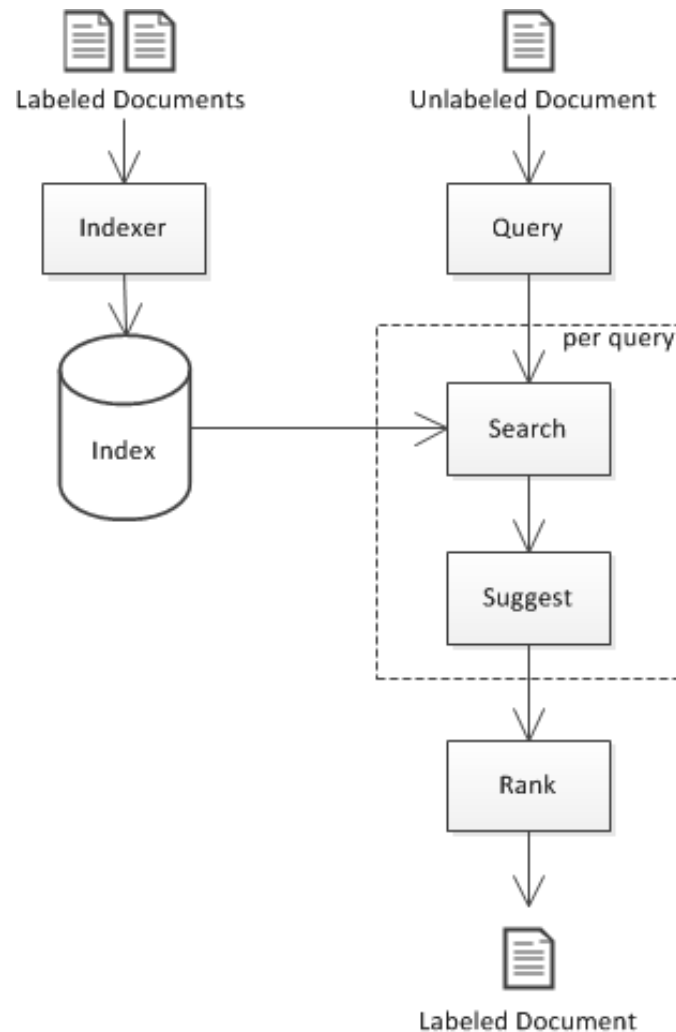 Labeled Documents
Unlabeled Document
Indexer
Query
per query
Index
Search
Suggest
Rank
Labeled Document